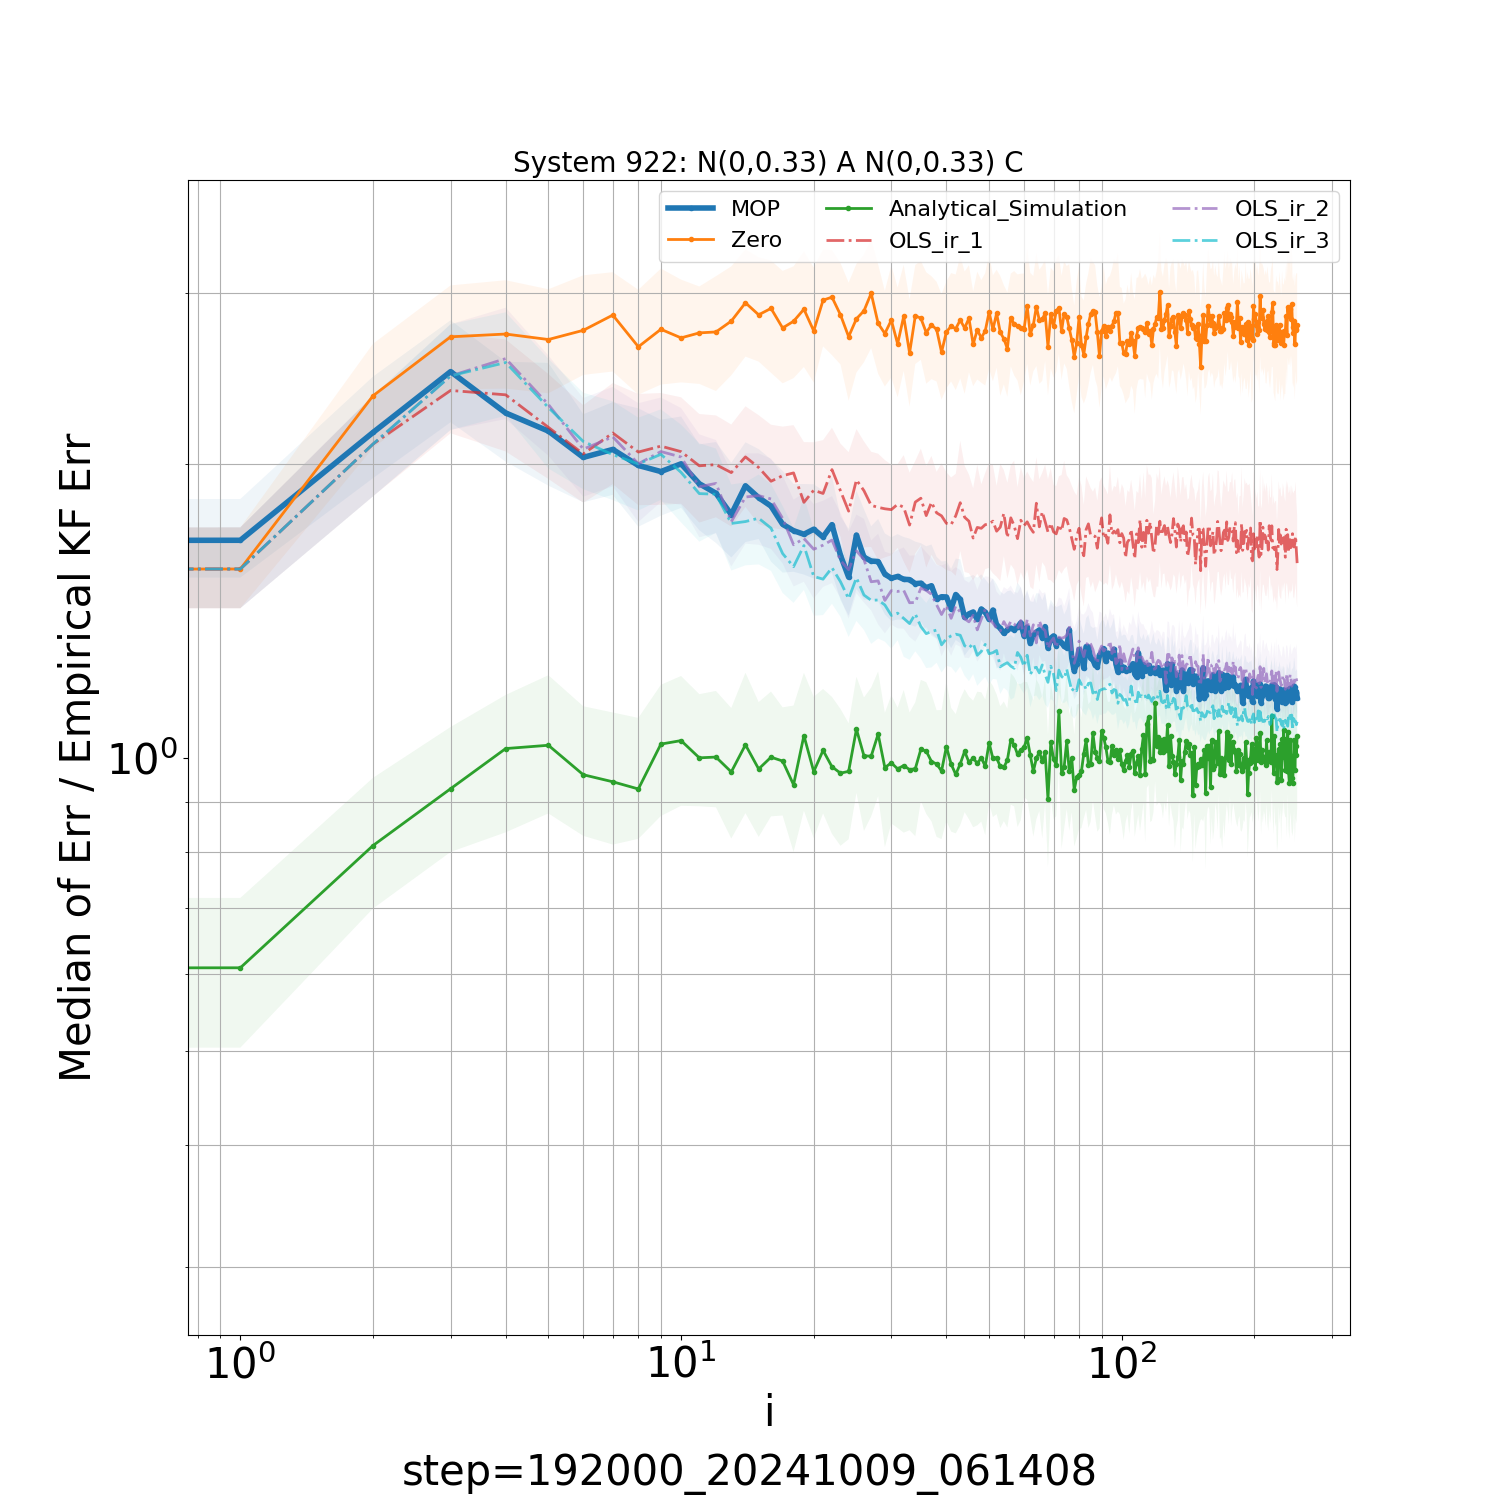 System 922: N(0,0.33) A N(0,0.33) C
MOP
Zero
Analytical_Simulation
OLS_ir_1
OLS_ir_2
OLS_ir_3
Median of Err / Empirical KF Err
10⁰
10⁰ 10¹ 10²
i
step=192000_20241009_061408